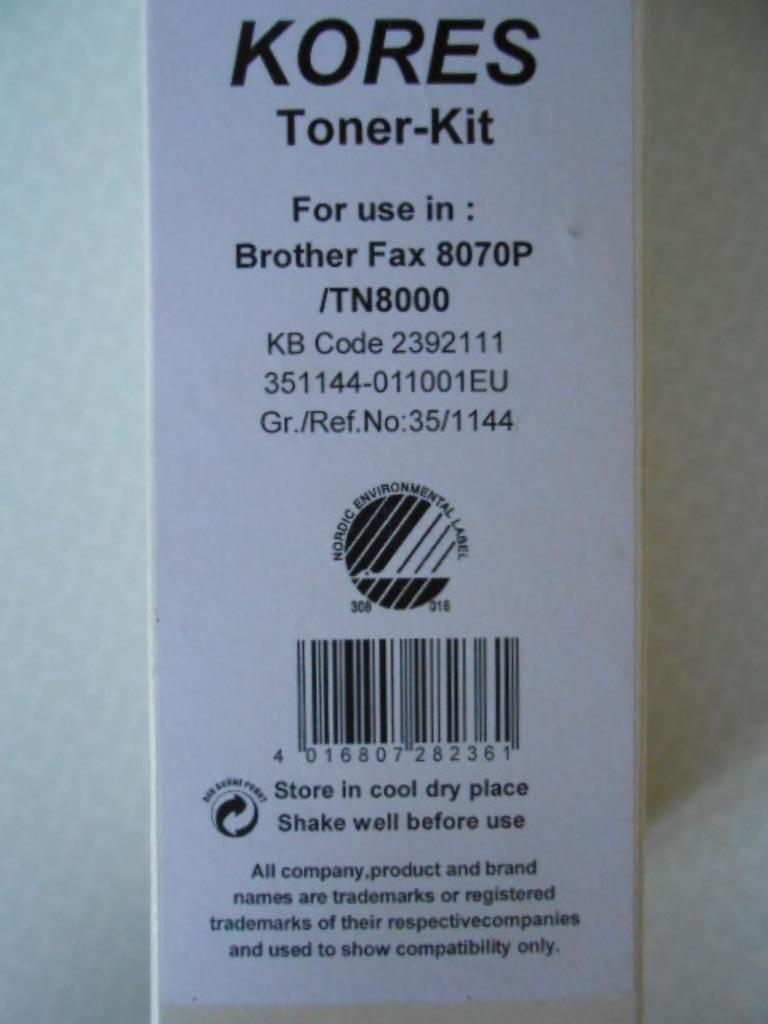 KORES
Toner-Kit
For use in :
Brother Fax 8070P
/TN8000
KB Code 2392111
351144-011001EU
Gr./Ref.No:35/1144
NORDIC ENVIRONMENTAL LABEL
308 016
4 016807 282361
DER GRÜNE PUNKT
Store in cool dry place
Shake well before use
All company,product and brand
names are trademarks or registered
trademarks of their respectivecompanies
and used to show compatibility only.